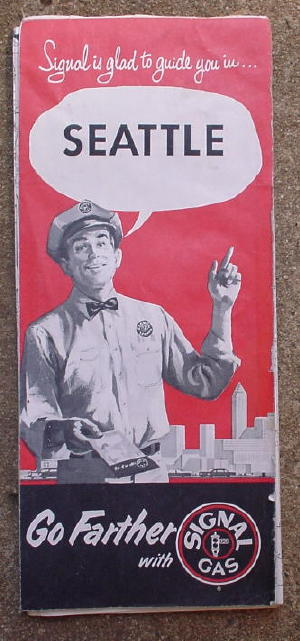 Signal is glad to guide you in...
SEATTLE
Go Farther
with
SIGNAL
GAS